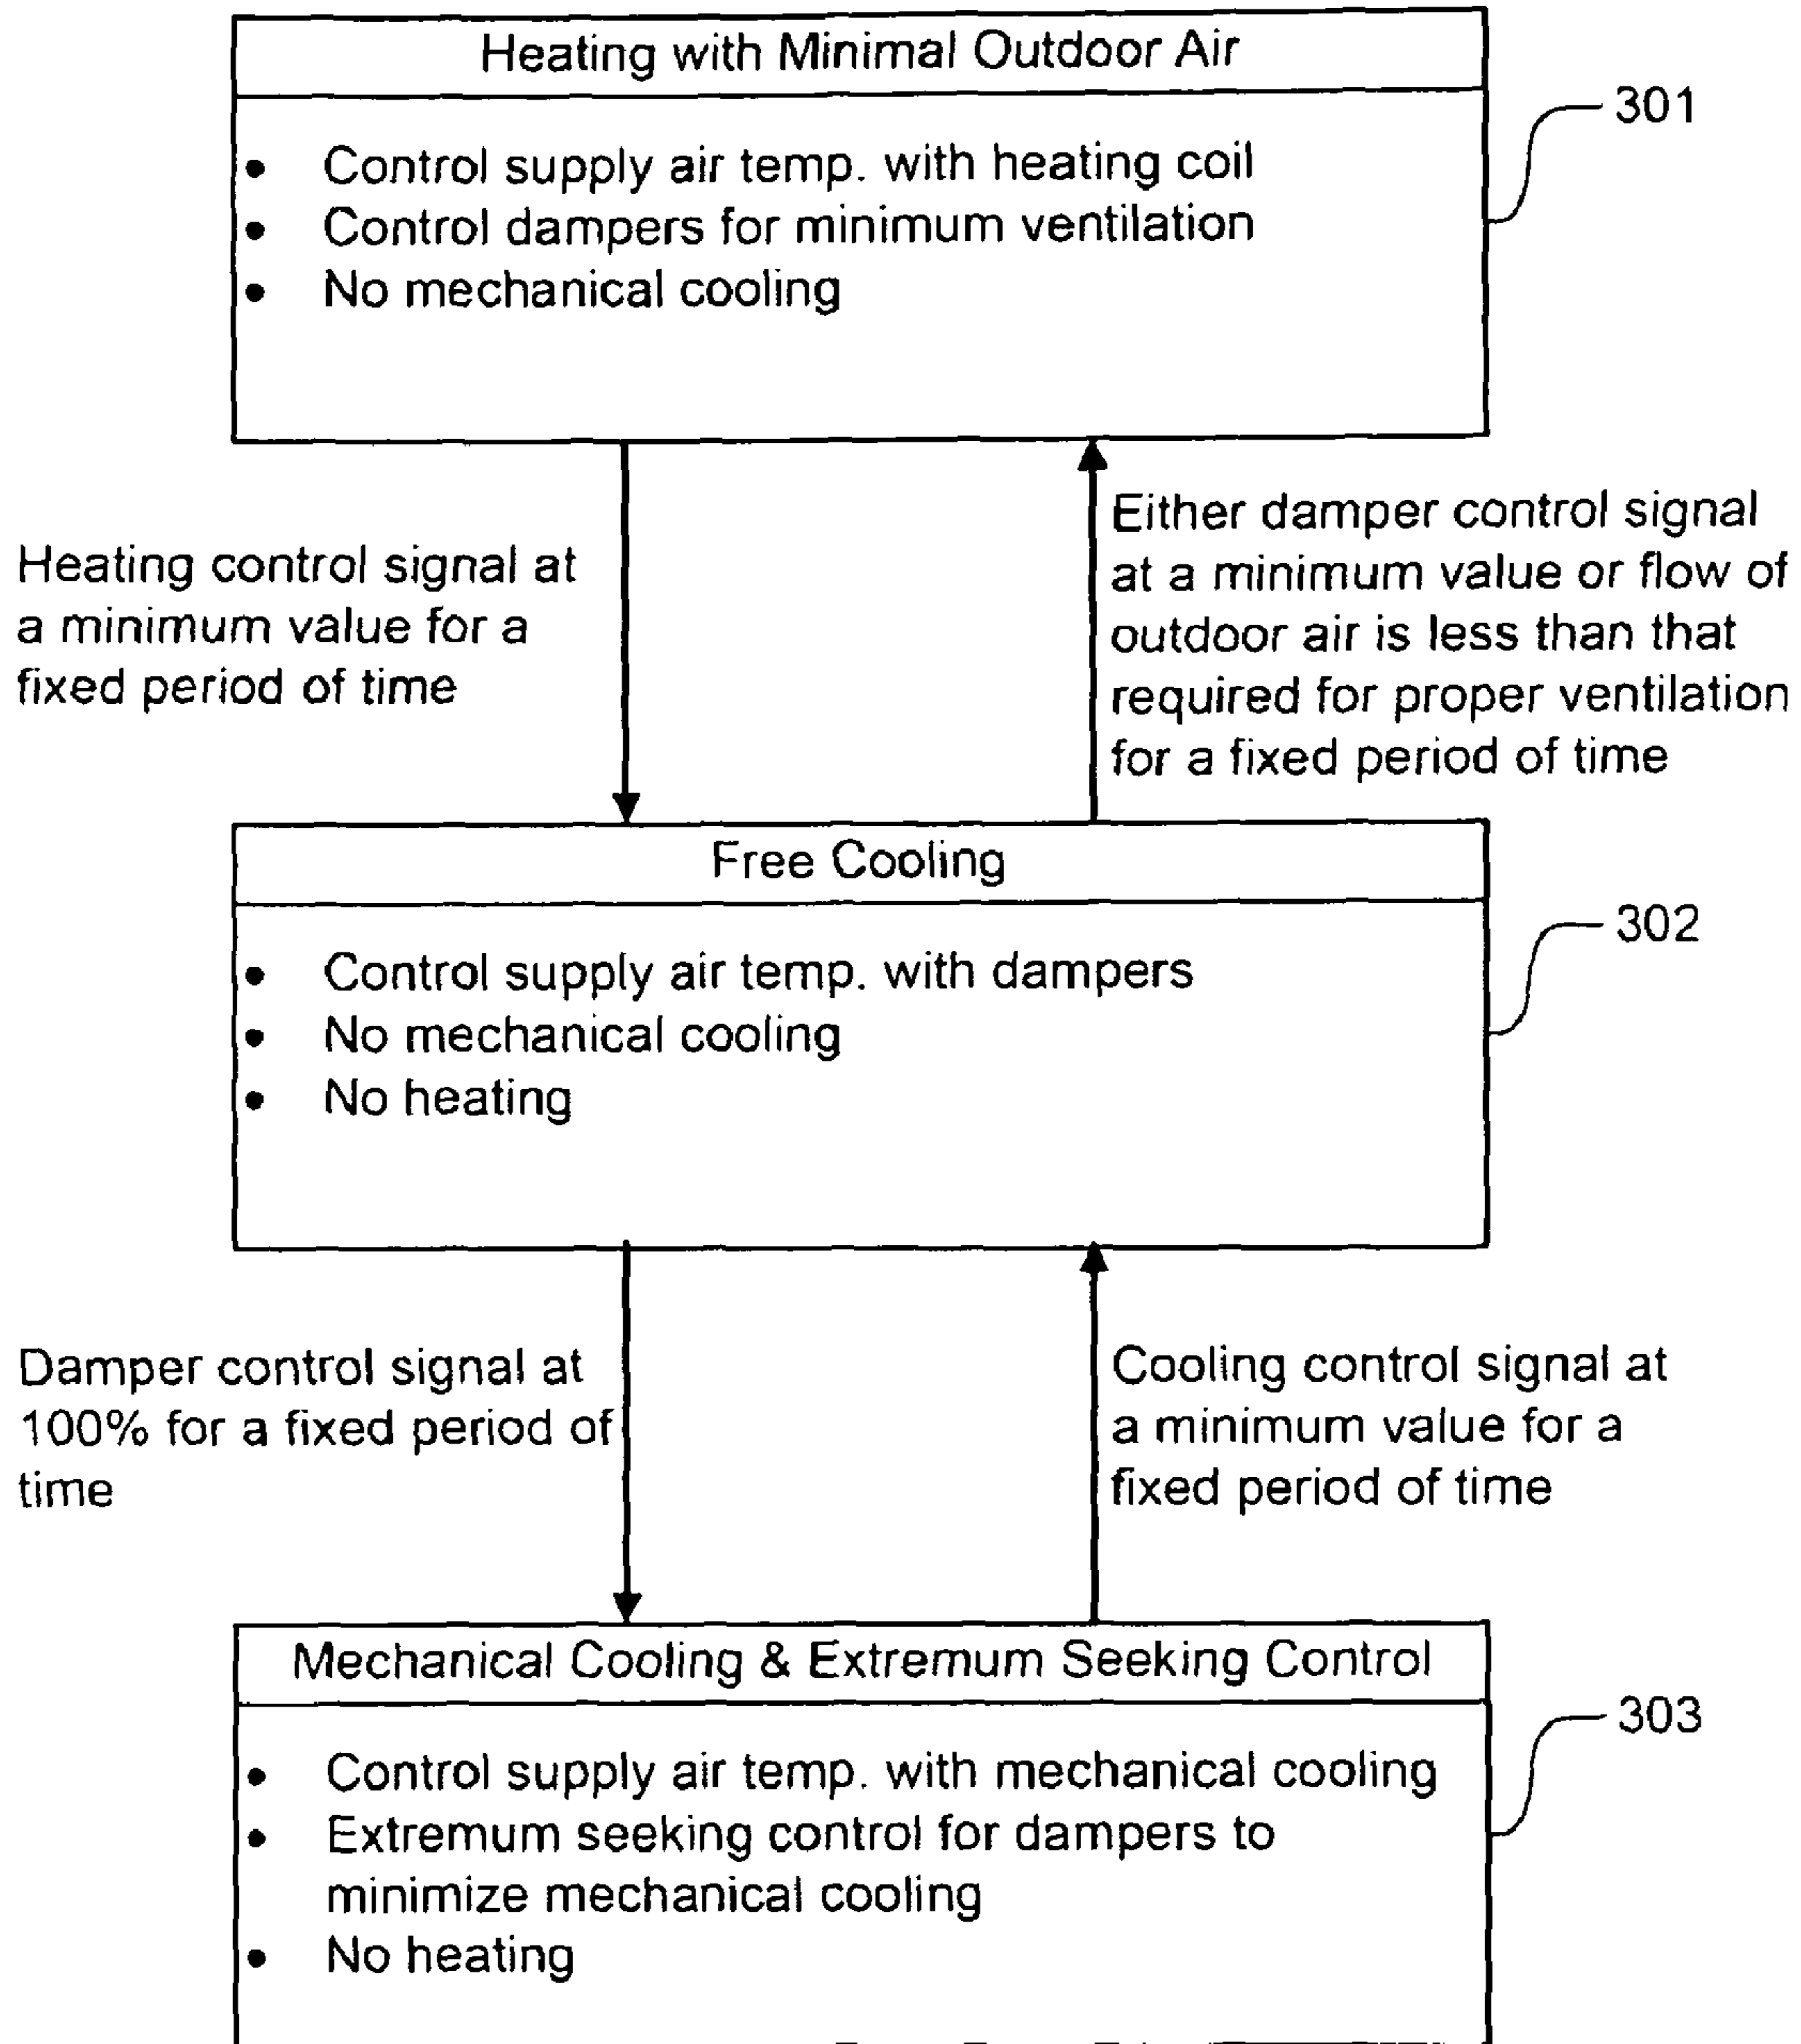 Heating with Minimal Outdoor Air
301
• Control supply air temp. with heating coil
• Control dampers for minimum ventilation
• No mechanical cooling
Heating control signal at
a minimum value for a
fixed period of time
Either damper control signal
at a minimum value or flow of
outdoor air is less than that
required for proper ventilation
for a fixed period of time
Free Cooling
302
• Control supply air temp. with dampers
• No mechanical cooling
• No heating
Damper control signal at
100% for a fixed period of
time
Cooling control signal at
a minimum value for a
fixed period of time
Mechanical Cooling & Extremum Seeking Control
303
• Control supply air temp. with mechanical cooling
• Extremum seeking control for dampers to
minimize mechanical cooling
• No heating